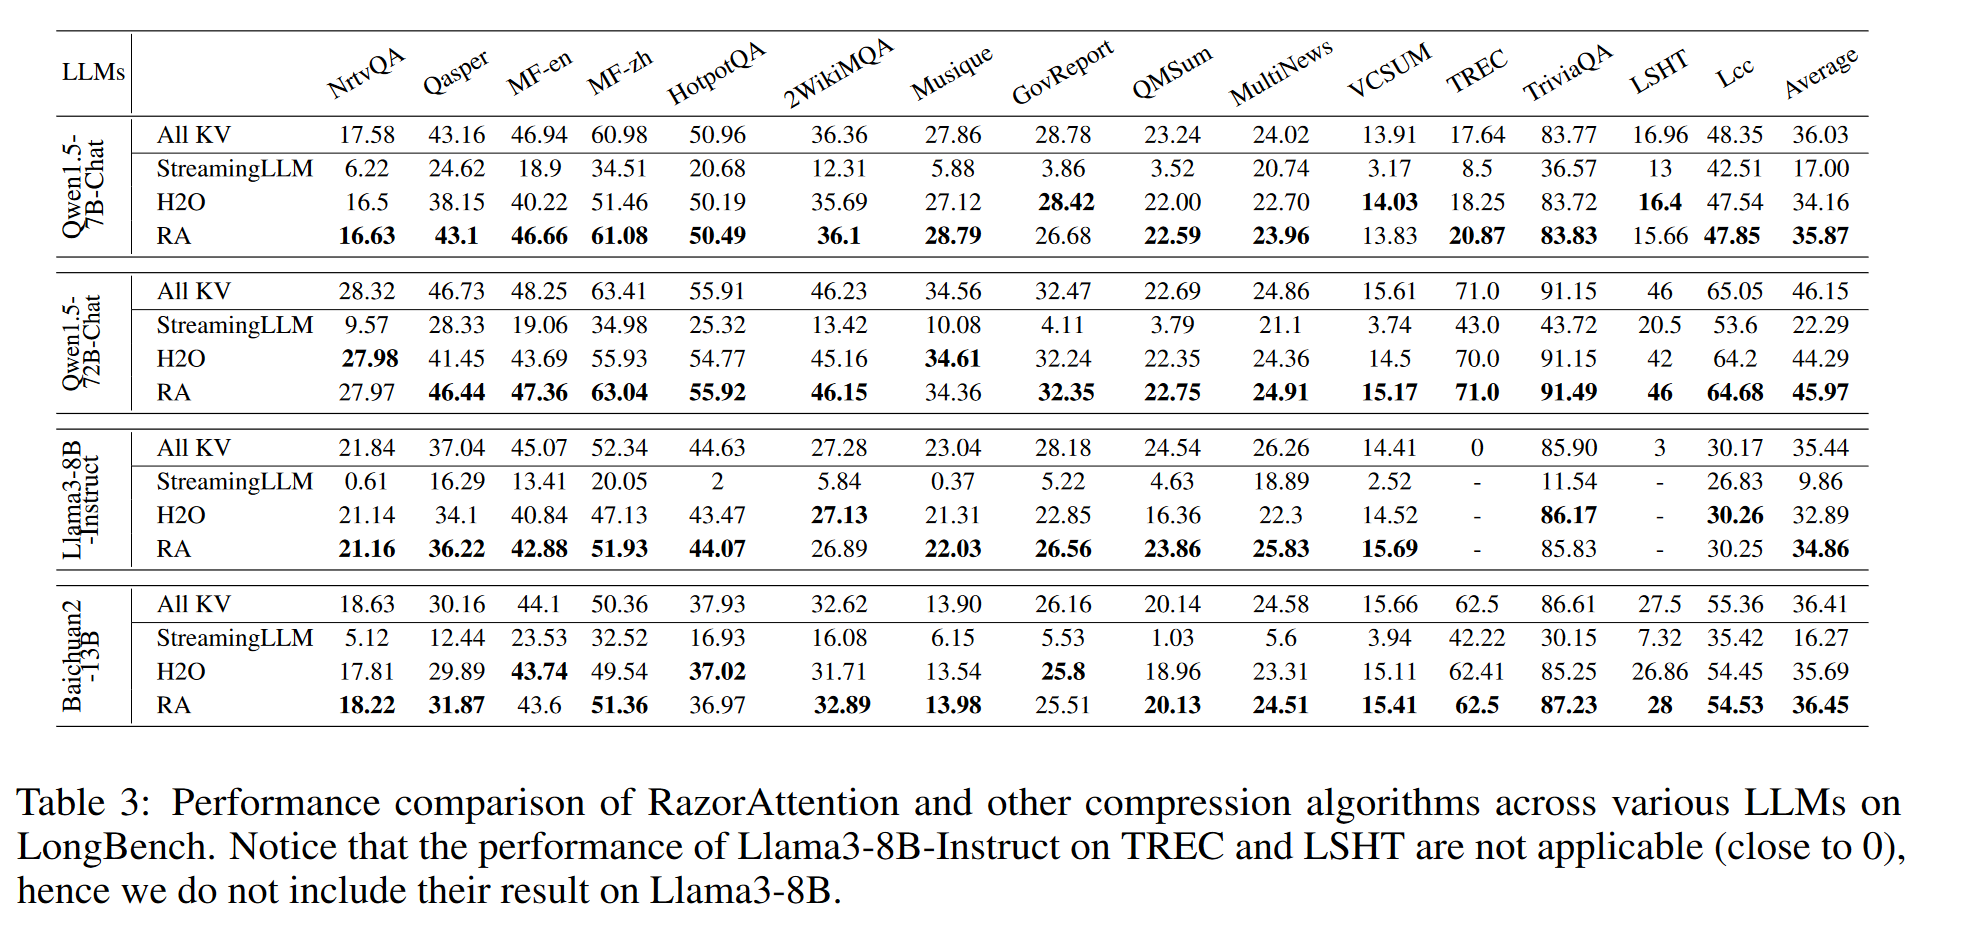 LLMs NrtvQA Qasper MF-en MF-zh HotpotQA 2WikiMQA Musique GovReport QMSum MultiNews VCSUM TREC TriviaQA LSHT Lcc Average
Qwen1.5-
7B-Chat
All KV 17.58 43.16 46.94 60.98 50.96 36.36 27.86 28.78 23.24 24.02 13.91 17.64 83.77 16.96 48.35 36.03
StreamingLLM 6.22 24.62 18.9 34.51 20.68 12.31 5.88 3.86 3.52 20.74 3.17 8.5 36.57 13 42.51 17.00
H2O 16.5 38.15 40.22 51.46 50.19 35.69 27.12 28.42 22.00 22.70 14.03 18.25 83.72 16.4 47.54 34.16
RA 16.63 43.1 46.66 61.08 50.49 36.1 28.79 26.68 22.59 23.96 13.83 20.87 83.83 15.66 47.85 35.87
Qwen1.5-
72B-Chat
All KV 28.32 46.73 48.25 63.41 55.91 46.23 34.56 32.47 22.69 24.86 15.61 71.0 91.15 46 65.05 46.15
StreamingLLM 9.57 28.33 19.06 34.98 25.32 13.42 10.08 4.11 3.79 21.1 3.74 43.0 43.72 20.5 53.6 22.29
H2O 27.98 41.45 43.69 55.93 54.77 45.16 34.61 32.24 22.35 24.36 14.5 70.0 91.15 42 64.2 44.29
RA 27.97 46.44 47.36 63.04 55.92 46.15 34.36 32.35 22.75 24.91 15.17 71.0 91.49 46 64.68 45.97
Llama3-8B
-Instruct
All KV 21.84 37.04 45.07 52.34 44.63 27.28 23.04 28.18 24.54 26.26 14.41 0 85.90 3 30.17 35.44
StreamingLLM 0.61 16.29 13.41 20.05 2 5.84 0.37 5.22 4.63 18.89 2.52 - 11.54 - 26.83 9.86
H2O 21.14 34.1 40.84 47.13 43.47 27.13 21.31 22.85 16.36 22.3 14.52 - 86.17 - 30.26 32.89
RA 21.16 36.22 42.88 51.93 44.07 26.89 22.03 26.56 23.86 25.83 15.69 - 85.83 - 30.25 34.86
Baichuan2
-13B
All KV 18.63 30.16 44.1 50.36 37.93 32.62 13.90 26.16 20.14 24.58 15.66 62.5 86.61 27.5 55.36 36.41
StreamingLLM 5.12 12.44 23.53 32.52 16.93 16.08 6.15 5.53 1.03 5.6 3.94 42.22 30.15 7.32 35.42 16.27
H2O 17.81 29.89 43.74 49.54 37.02 31.71 13.54 25.8 18.96 23.31 15.11 62.41 85.25 26.86 54.45 35.69
RA 18.22 31.87 43.6 51.36 36.97 32.89 13.98 25.51 20.13 24.51 15.41 62.5 87.23 28 54.53 36.45
Table 3: Performance comparison of RazorAttention and other compression algorithms across various LLMs on
LongBench. Notice that the performance of Llama3-8B-Instruct on TREC and LSHT are not applicable (close to 0),
hence we do not include their result on Llama3-8B.